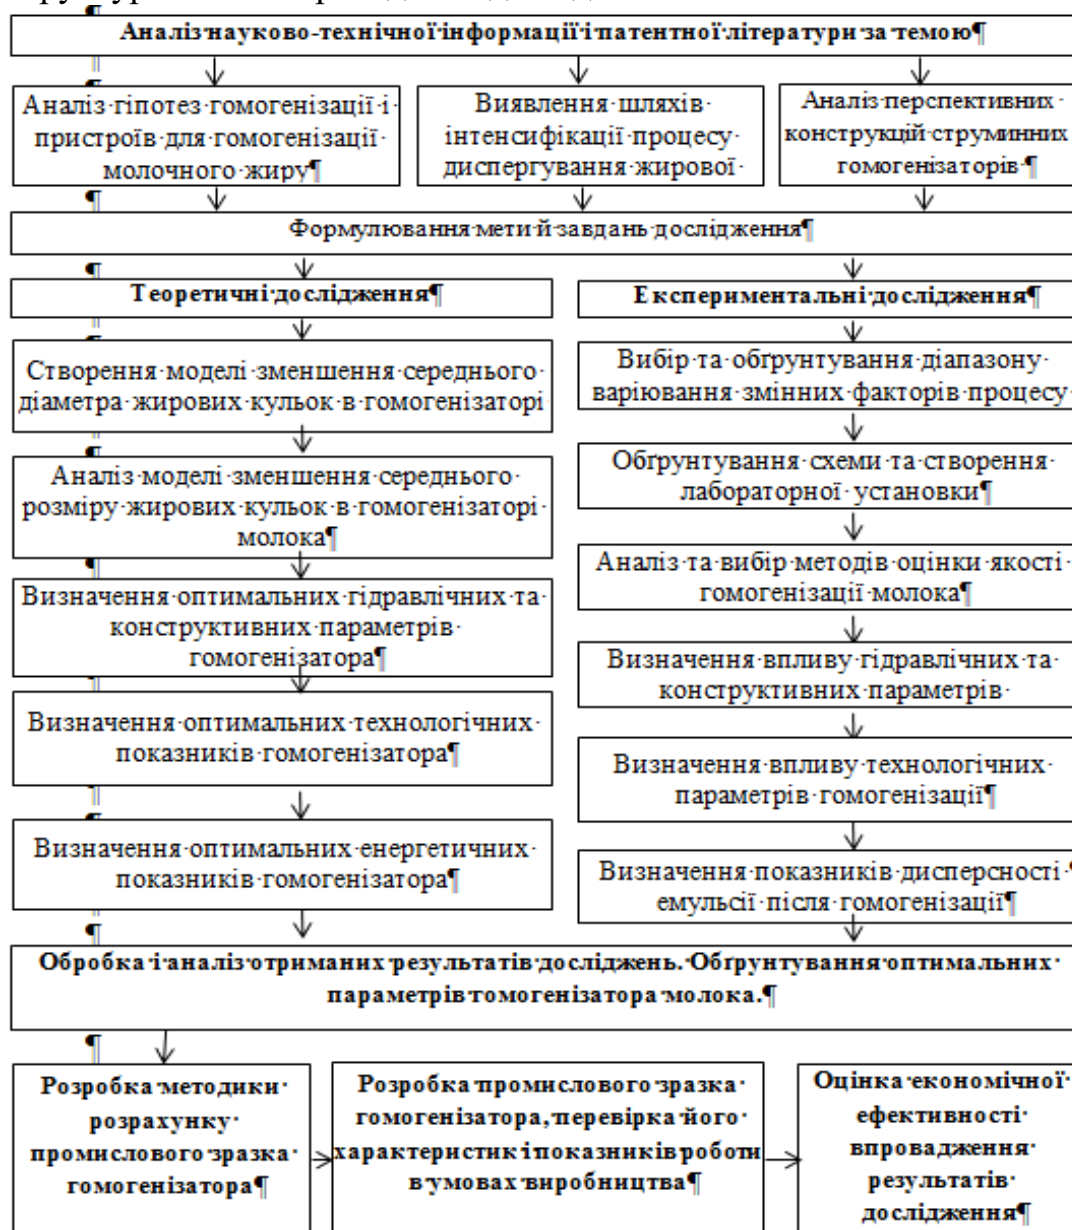 Аналіз·науково-технічної·інформації·і·патентної·літератури·за·темою¶
Аналіз·гіпотез·гомогенізації·і·
пристроїв·для·гомогенізації·
молочного·жиру¶
Виявлення·шляхів·
інтенсифікації·процесу·
диспергування·жирової·
Аналіз·перспективних·
конструкцій·струминних·
гомогенізаторів·¶
Формулювання·мети·й·завдань·дослідження¶
Теоретичні·дослідження¶
Створення·моделі·зменшення·середнього·
діаметра·жирових·кульок·в·гомогенізаторі
Аналіз·моделі·зменшення·середнього·
розміру·жирових·кульок·в·гомогенізаторі·
молока¶
Визначення·оптимальних·гідравлічних·та·
конструктивних·параметрів·
гомогенізатора¶
Визначення·оптимальних·технологічних·
показників·гомогенізатора¶
Визначення·оптимальних·енергетичних·
показників·гомогенізатора¶
Експериментальні·дослідження¶
Вибір·та·обґрунтування·діапазону·
варіювання·змінних·факторів·процесу·
Обґрунтування·схеми·та·створення·
лабораторної·установки¶
Аналіз·та·вибір·методів·оцінки·якості·
гомогенізації·молока¶
Визначення·впливу·гідравлічних·та·
конструктивних·параметрів·
Визначення·впливу·технологічних·
параметрів·гомогенізації¶
Визначення·показників·дисперсності·
емульсії·після·гомогенізації¶
Обробка·і·аналіз·отриманих·результатів·досліджень.·Обґрунтування·оптимальних·
параметрів·гомогенізатора·молока.¶
Розробка·методики·
розрахунку·
промислового·зразка·
гомогенізатора¶
Розробка·промислового·зразка·
гомогенізатора,·перевірка·його·
характеристик·і·показників·роботи
в·умовах·виробництва¶
Оцінка·економічної·
ефективності·
впровадження·
результатів·
дослідження¶